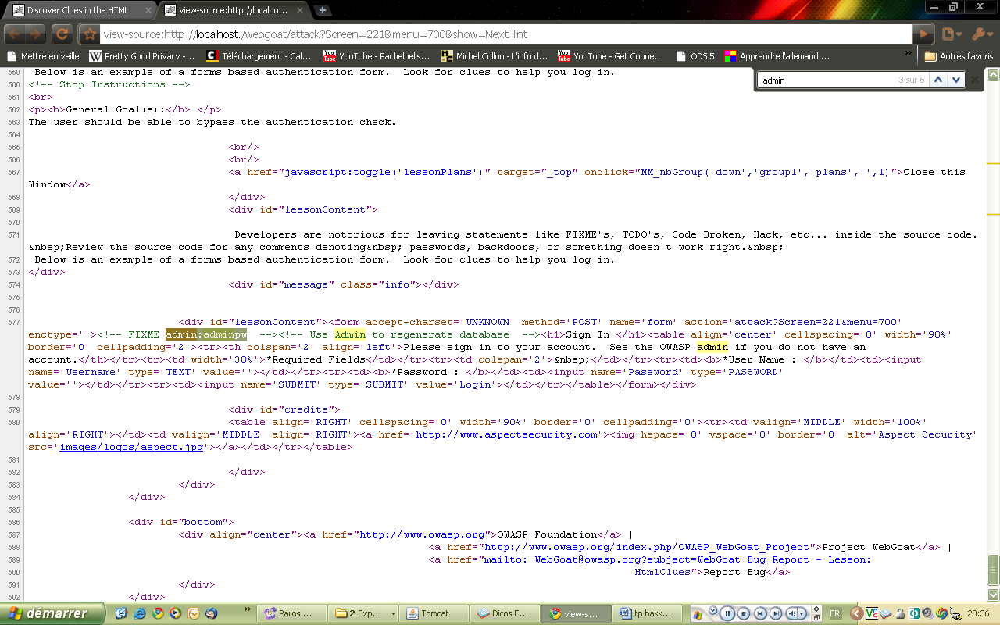 Discover Clues in the HTML
view-source:http://localho...
view-source:http://localhost./webgoat/attack?Screen=221&menu=700&show=NextHint
Mettre en veille
Pretty Good Privacy -...
Téléchargement - Cal...
YouTube - Pachelbel's...
Michel Collon - L'info d...
YouTube - Get Conne...
ODS 5
Apprendre l'allemand ...
»
Autres favoris
admin
3 sur 6
559 Below is an example of a forms based authentication form.  Look for clues to help you log in.
560 <!-- Stop Instructions -->
561 <br>
562 <p><b>General Goal(s):</b> </p>
563 The user should be able to bypass the authentication check.
564
565 <br/>
566 <br/>
567 <a href="javascript:toggle('lessonPlans')" target="_top" onclick="MM_nbGroup('down','group1','plans','',1)">Close this
Window</a>
568 </div>
569 <div id="lessonContent">
570
571 Developers are notorious for leaving statements like FIXME's, TODO's, Code Broken, Hack, etc... inside the source code.
&nbsp;Review the source code for any comments denoting&nbsp; passwords, backdoors, or something doesn't work right.&nbsp;
572 Below is an example of a forms based authentication form.  Look for clues to help you log in.
573 </div>
574 <div id="message" class="info"></div>
575
576
577 <div id="lessonContent"><form accept-charset='UNKNOWN' method='POST' name='form' action='attack?Screen=221&menu=700'
enctype=''><!-- FIXME admin:adminpw  --><!-- Use Admin to regenerate database  --><h1>Sign In </h1><table align='center' cellspacing='0' width='90%'
border='0' cellpadding='2'><tr><th colspan='2' align='left'>Please sign in to your account.  See the OWASP admin if you do not have an
account.</th></tr><tr><td width='30%'>*Required Fields</td></tr><tr><td colspan='2'>&nbsp;</td></tr><tr><td><b>*User Name : </b></td><td><input
name='Username' type='TEXT' value=''></td></tr><tr><td><b>*Password : </b></td><td><input name='Password' type='PASSWORD'
value=''></td></tr><tr><td><input name='SUBMIT' type='SUBMIT' value='Login'></td></tr></table></form></div>
578
579 <div id="credits">
580 <table align='RIGHT' cellspacing='0' width='90%' border='0' cellpadding='0'><tr><td valign='MIDDLE' width='100%'
align='RIGHT'></td><td valign='MIDDLE' align='RIGHT'><a href='http://www.aspectsecurity.com'><img hspace='0' vspace='0' border='0' alt='Aspect Security'
src='images/logos/aspect.jpg'></a></td></tr></table>
581
582 </div>
583 </div>
584 </div>
585
586 <div id="bottom">
587 <div align="center"><a href="http://www.owasp.org">OWASP Foundation</a> |
588 <a href="http://www.owasp.org/index.php/OWASP_WebGoat_Project">Project WebGoat</a> |
589 <a href="mailto: WebGoat@owasp.org?subject=WebGoat Bug Report - Lesson:
590 HtmlClues">Report Bug</a>
591 </div>
592 </div>
démarrer
»
Paros ...
2 Exp...
Tomcat
Dicos E...
view-s...
tp bakk...
FR
20:36